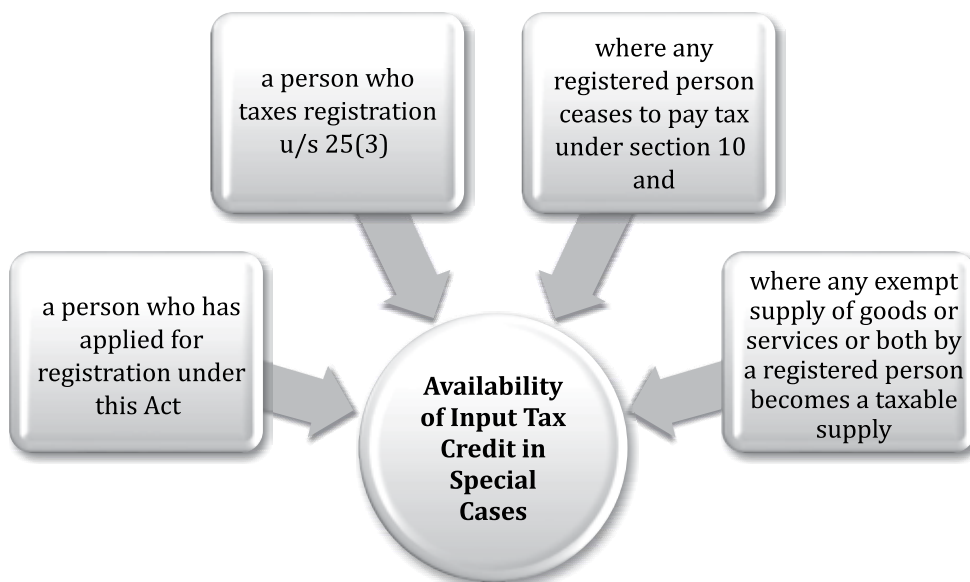 a person who
taxes registration
u/s 25(3)
where any
registered person
ceases to pay tax
under section 10
and
a person who has
applied for
registration under
this Act
where any exempt
supply of goods or
services or both by
a registered person
becomes a taxable
supply
Availability
of Input Tax
Credit in
Special
Cases